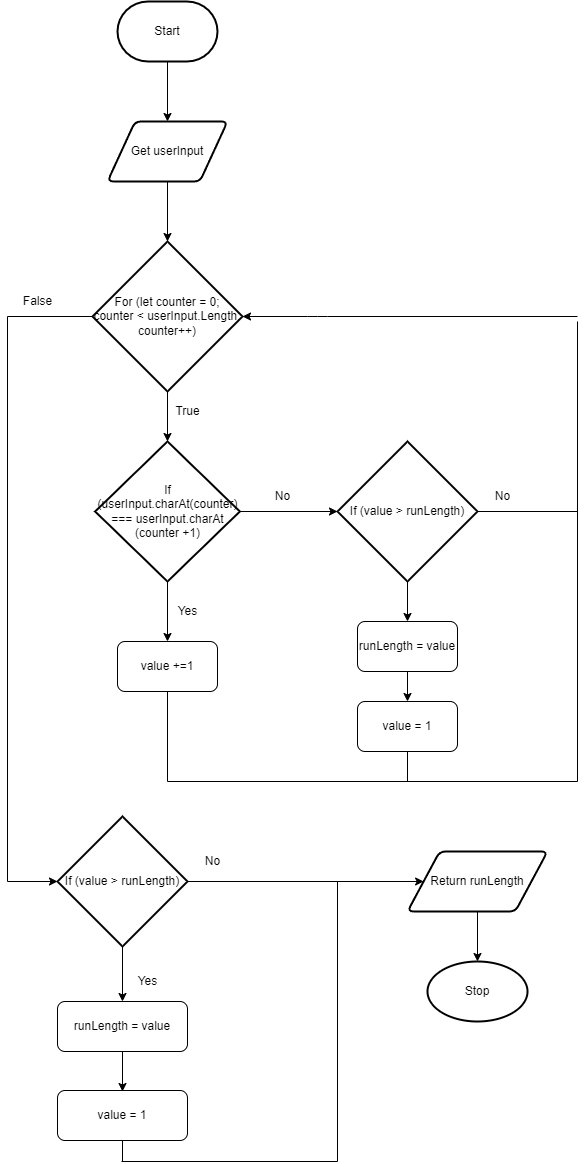 Start
Get userInput
False
For (let counter = 0;
counter < userInput.Length
counter++)
True
If
(userInput.charAt(counter)
=== userInput.charAt
(counter +1)
No
If (value > runLength)
No
Yes
value +=1
runLength = value
value = 1
If (value > runLength)
No
Return runLength
Yes
Stop
runLength = value
value = 1